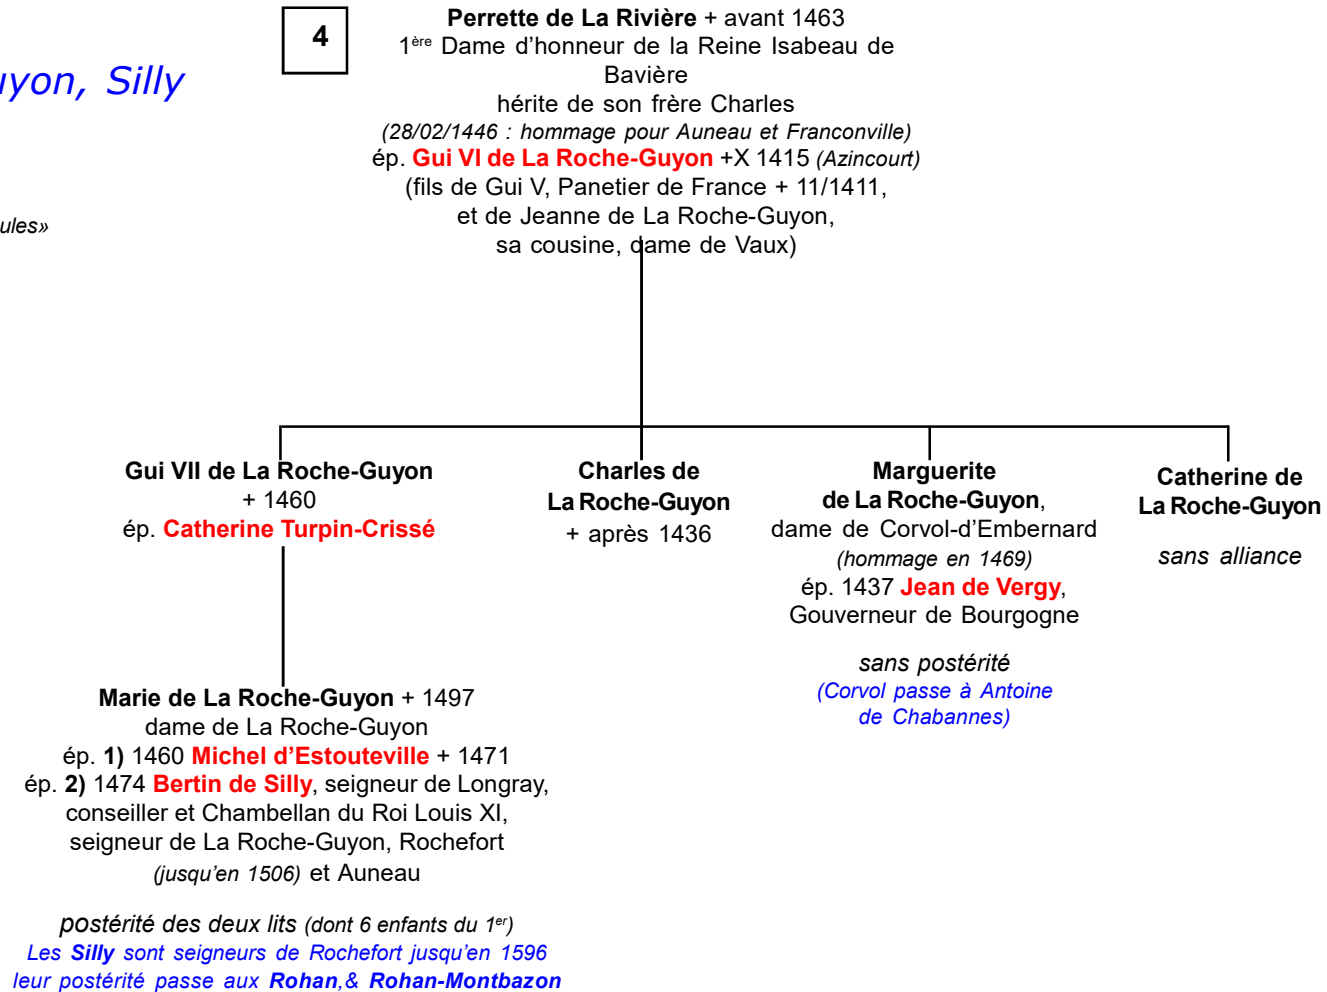 4
uyon, Silly
ules»
Perrette de La Rivière + avant 1463
1ère Dame d’honneur de la Reine Isabeau de
Bavière
hérite de son frère Charles
(28/02/1446 : hommage pour Auneau et Franconville)
ép. Gui VI de La Roche-Guyon +X 1415 (Azincourt)
(fils de Gui V, Panetier de France + 11/1411,
et de Jeanne de La Roche-Guyon,
sa cousine, dame de Vaux)
Gui VII de La Roche-Guyon
+ 1460
ép. Catherine Turpin-Crissé
Charles de
La Roche-Guyon
+ après 1436
Marguerite
de La Roche-Guyon,
dame de Corvol-d’Embernard
(hommage en 1469)
ép. 1437 Jean de Vergy,
Gouverneur de Bourgogne
sans postérité
(Corvol passe à Antoine
de Chabannes)
Catherine de
La Roche-Guyon
sans alliance
Marie de La Roche-Guyon + 1497
dame de La Roche-Guyon
ép. 1) 1460 Michel d’Estouteville + 1471
ép. 2) 1474 Bertin de Silly, seigneur de Longray,
conseiller et Chambellan du Roi Louis XI,
seigneur de La Roche-Guyon, Rochefort
(jusqu’en 1506) et Auneau
postérité des deux lits (dont 6 enfants du 1er)
Les Silly sont seigneurs de Rochefort jusqu’en 1596
leur postérité passe aux Rohan,& Rohan-Montbazon